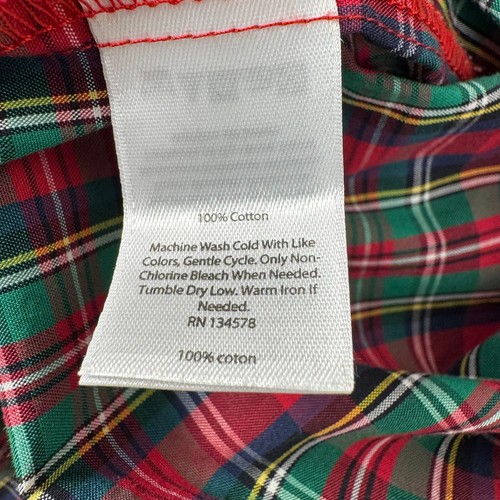 100% Cotton
Machine Wash Cold With Like
Colors, Gentle Cycle, Only Non-
Chlorine Bleach When Needed.
Tumble Dry Low. Warm Iron If
Needed.
RN 134578
100% coton